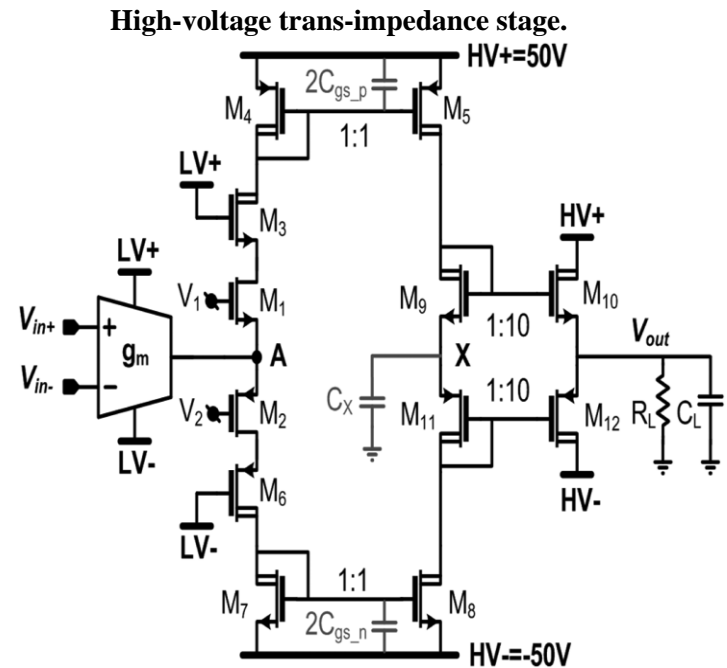 High-voltage trans-impedance stage.
HV+=50V
2Cgs_p
M4
M5
1:1
LV+
M3
HV+
LV+
V1
M1
M9
M10
1:10
Vin+
+
gm
A
X
Vout
Vin-
-
V2
M2
CX
1:10
M11
M12
RL
CL
LV-
M6
HV-
LV-
1:1
M7
M8
2Cgs_n
HV-=-50V